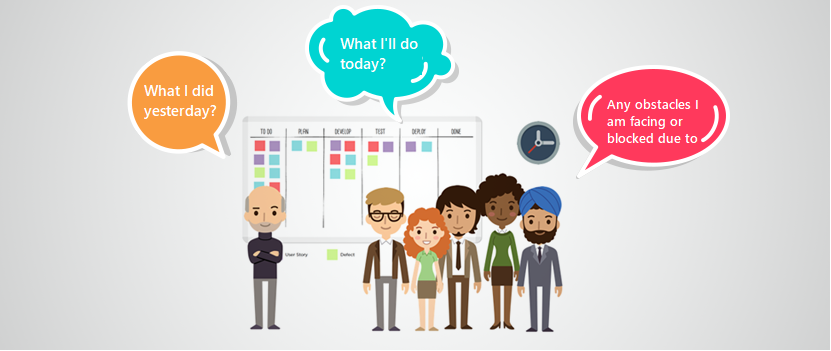 What I'll do
today?
What I did
yesterday?
Any obstacles I
am facing or
blocked due to
TO DO PLAN DEVELOP TEST DEPLOY DONE
User Story Defect